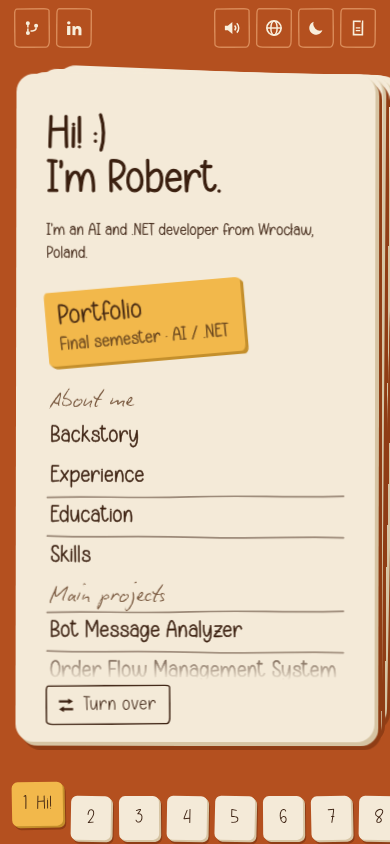 in
Hi! :)
I'm Robert.
I'm an AI and .NET developer from Wrocław,
Poland.
Portfolio
Final semester · AI / .NET
About me
Backstory
Experience
Education
Skills
Main projects
Bot Message Analyzer
Order Flow Management System
Turn over
1 Hi! 2 3 4 5 6 7 8